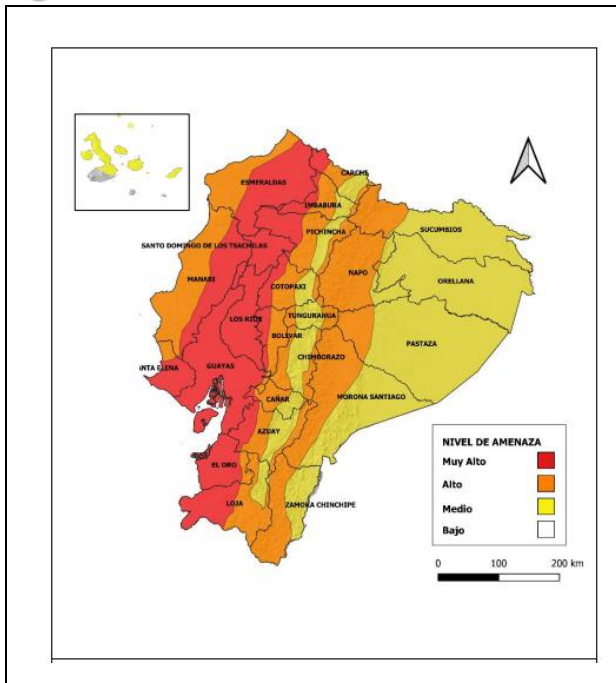 CARCHI
ESMERALDAS
IMBABURA
PICHINCHA
SUCUMBIOS
SANTO DOMINGO DE LOS TSACHILAS
NAPO
MANABI
ORELLANA
COTOPAXI
LOS RIOS
TUNGURAHUA
BOLIVAR
PASTAZA
CHIMBORAZO
ANTA ELENA
GUAYAS
MORONA SANTIAGO
CAÑAR
AZUAY
EL ORO
LOJA
ZAMORA CHINCHIPE
NIVEL DE AMENAZA
Muy Alto
Alto
Medio
Bajo
0 100 200 km